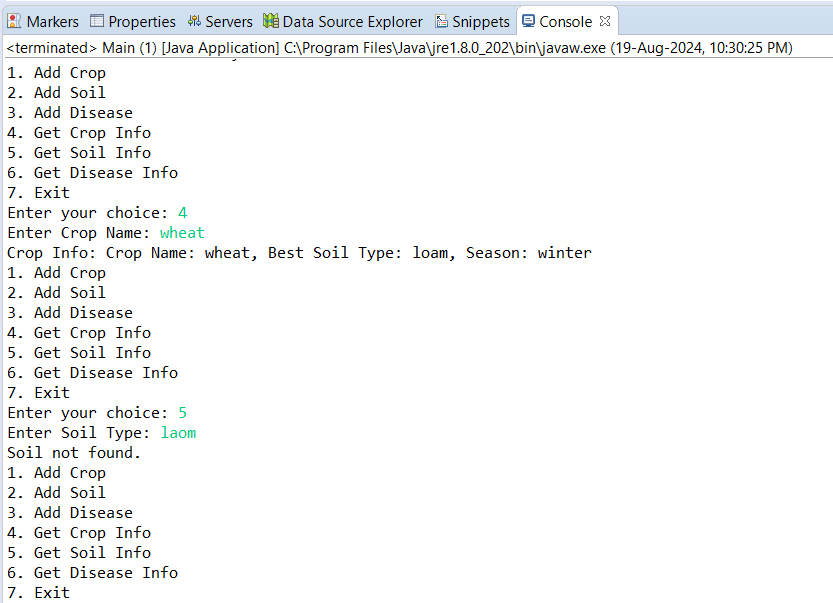 Markers Properties Servers Data Source Explorer Snippets Console
<terminated> Main (1) [Java Application] C:\Program Files\Java\jre1.8.0_202\bin\javaw.exe (19-Aug-2024, 10:30:25 PM)
1. Add Crop
2. Add Soil
3. Add Disease
4. Get Crop Info
5. Get Soil Info
6. Get Disease Info
7. Exit
Enter your choice: 4
Enter Crop Name: wheat
Crop Info: Crop Name: wheat, Best Soil Type: loam, Season: winter
1. Add Crop
2. Add Soil
3. Add Disease
4. Get Crop Info
5. Get Soil Info
6. Get Disease Info
7. Exit
Enter your choice: 5
Enter Soil Type: laom
Soil not found.
1. Add Crop
2. Add Soil
3. Add Disease
4. Get Crop Info
5. Get Soil Info
6. Get Disease Info
7. Exit